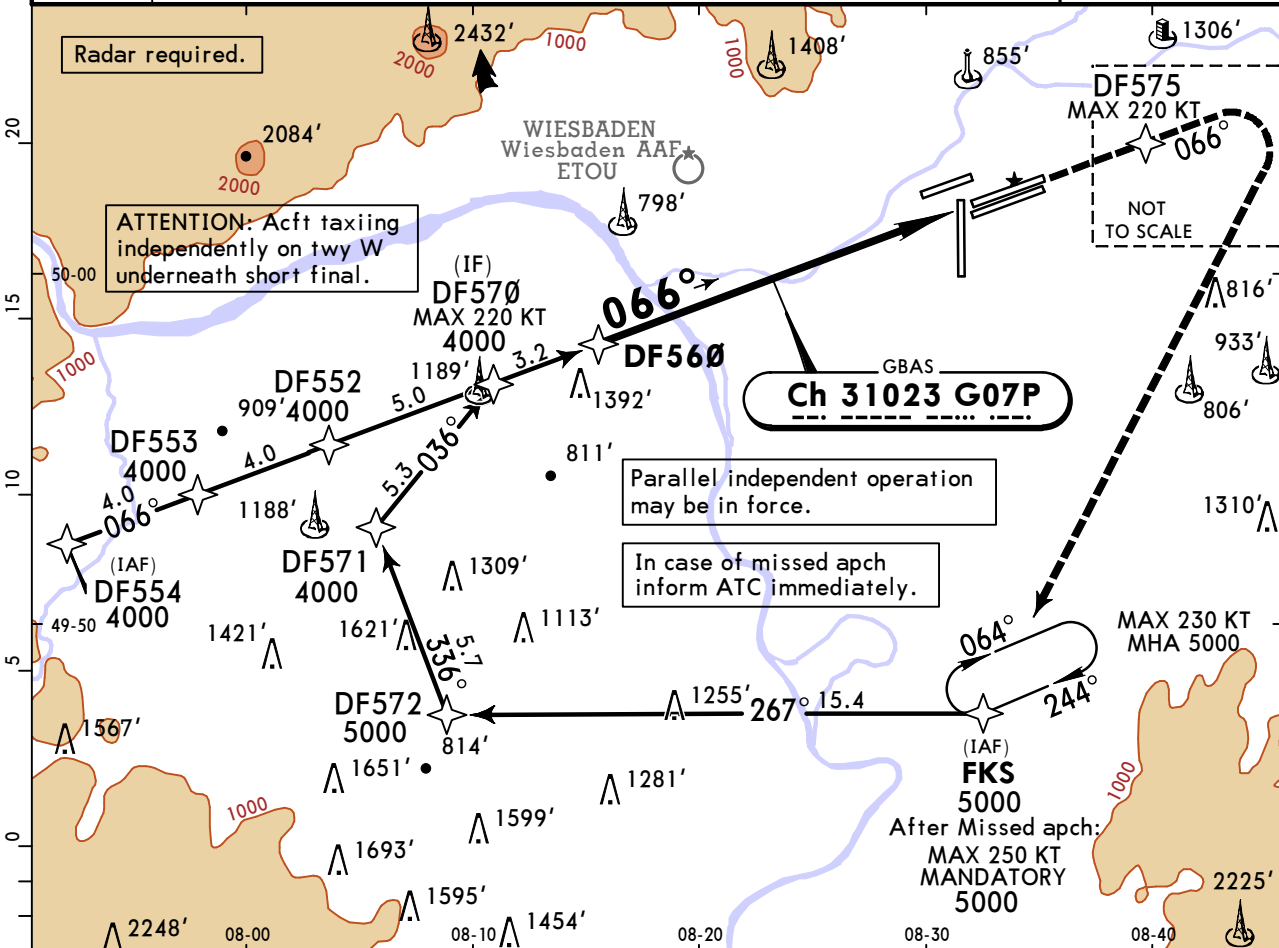 Radar required.
2432′
2000
1000
1000
1408′
855′
1306′
DF575
MAX 220 KT
066°
NOT
TO SCALE
20
2084′
2000
WIESBADEN
Wiesbaden AAF
ETOU
798′
ATTENTION: Acft taxiing
independently on twy W
underneath short final.
50-00
15
(IF)
DF57Ø
MAX 220 KT
4000
1189′
3.2
066°
DF56Ø
816′
933′
806′
1000
DF552
4000
909′
5.0
1392′
GBAS
Ch 31023 G07P
DF553
4000
4.0
036°
5.3
811′
10
4.0
066°
1188′
Parallel independent operation
may be in force.
1310′
(IAF)
DF554
4000
DF571
4000
1309′
In case of missed apch
inform ATC immediately.
49-50
1421′
1621′
1113′
5.7
336°
064°
244°
MAX 230 KT
MHA 5000
5
DF572
5000
814′
1255′
267°
15.4
1567′
1651′
1281′
(IAF)
FKS
5000
After Missed apch:
MAX 250 KT
MANDATORY
5000
1000
1000
0
1599′
1693′
1595′
1454′
2248′
2225′
08-00
08-10
08-20
08-30
08-40